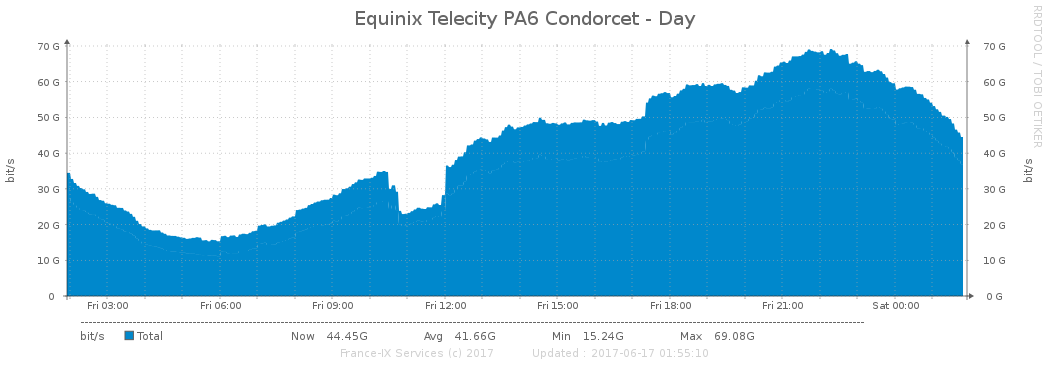 Equinix Telecity PA6 Condorcet - Day
RRDTOOL / TOBI OETIKER
70 G 70 G
60 G 60 G
50 G 50 G
40 G 40 G
30 G 30 G
20 G 20 G
10 G 10 G
0 0 G
bit/s
bit/s
Fri 03:00 Fri 06:00 Fri 09:00 Fri 12:00 Fri 15:00 Fri 18:00 Fri 21:00 Sat 00:00
bit/s Total Now 44.45G Avg 41.66G Min 15.24G Max 69.08G
France-IX Services (c) 2017 Updated : 2017-06-17 01:55:10